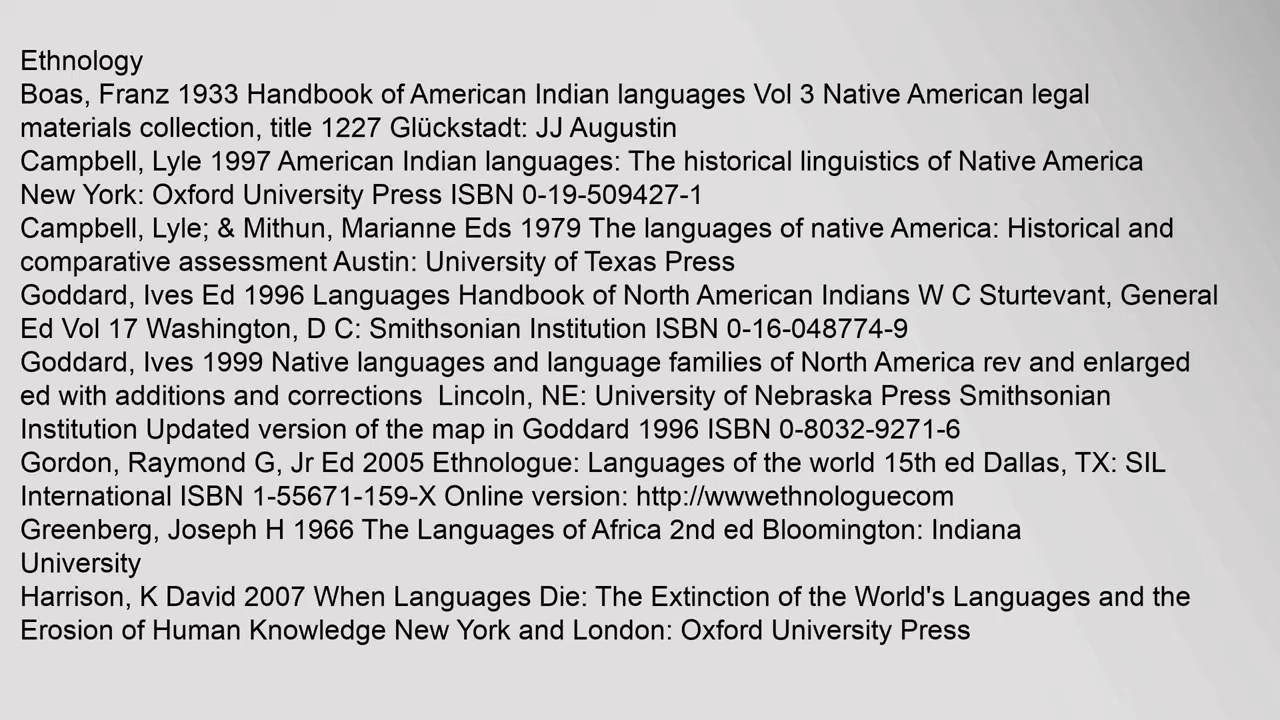 Ethnology
Boas, Franz 1933 Handbook of American Indian languages Vol 3 Native American legal
materials collection, title 1227 Glückstadt: JJ Augustin
Campbell, Lyle 1997 American Indian languages: The historical linguistics of Native America
New York: Oxford University Press ISBN 0-19-509427-1
Campbell, Lyle; & Mithun, Marianne Eds 1979 The languages of native America: Historical and
comparative assessment Austin: University of Texas Press
Goddard, Ives Ed 1996 Languages Handbook of North American Indians W C Sturtevant, General
Ed Vol 17 Washington, D C: Smithsonian Institution ISBN 0-16-048774-9
Goddard, Ives 1999 Native languages and language families of North America rev and enlarged
ed with additions and corrections  Lincoln, NE: University of Nebraska Press Smithsonian
Institution Updated version of the map in Goddard 1996 ISBN 0-8032-9271-6
Gordon, Raymond G, Jr Ed 2005 Ethnologue: Languages of the world 15th ed Dallas, TX: SIL
International ISBN 1-55671-159-X Online version: http://wwwethnologuecom
Greenberg, Joseph H 1966 The Languages of Africa 2nd ed Bloomington: Indiana
University
Harrison, K David 2007 When Languages Die: The Extinction of the World's Languages and the
Erosion of Human Knowledge New York and London: Oxford University Press